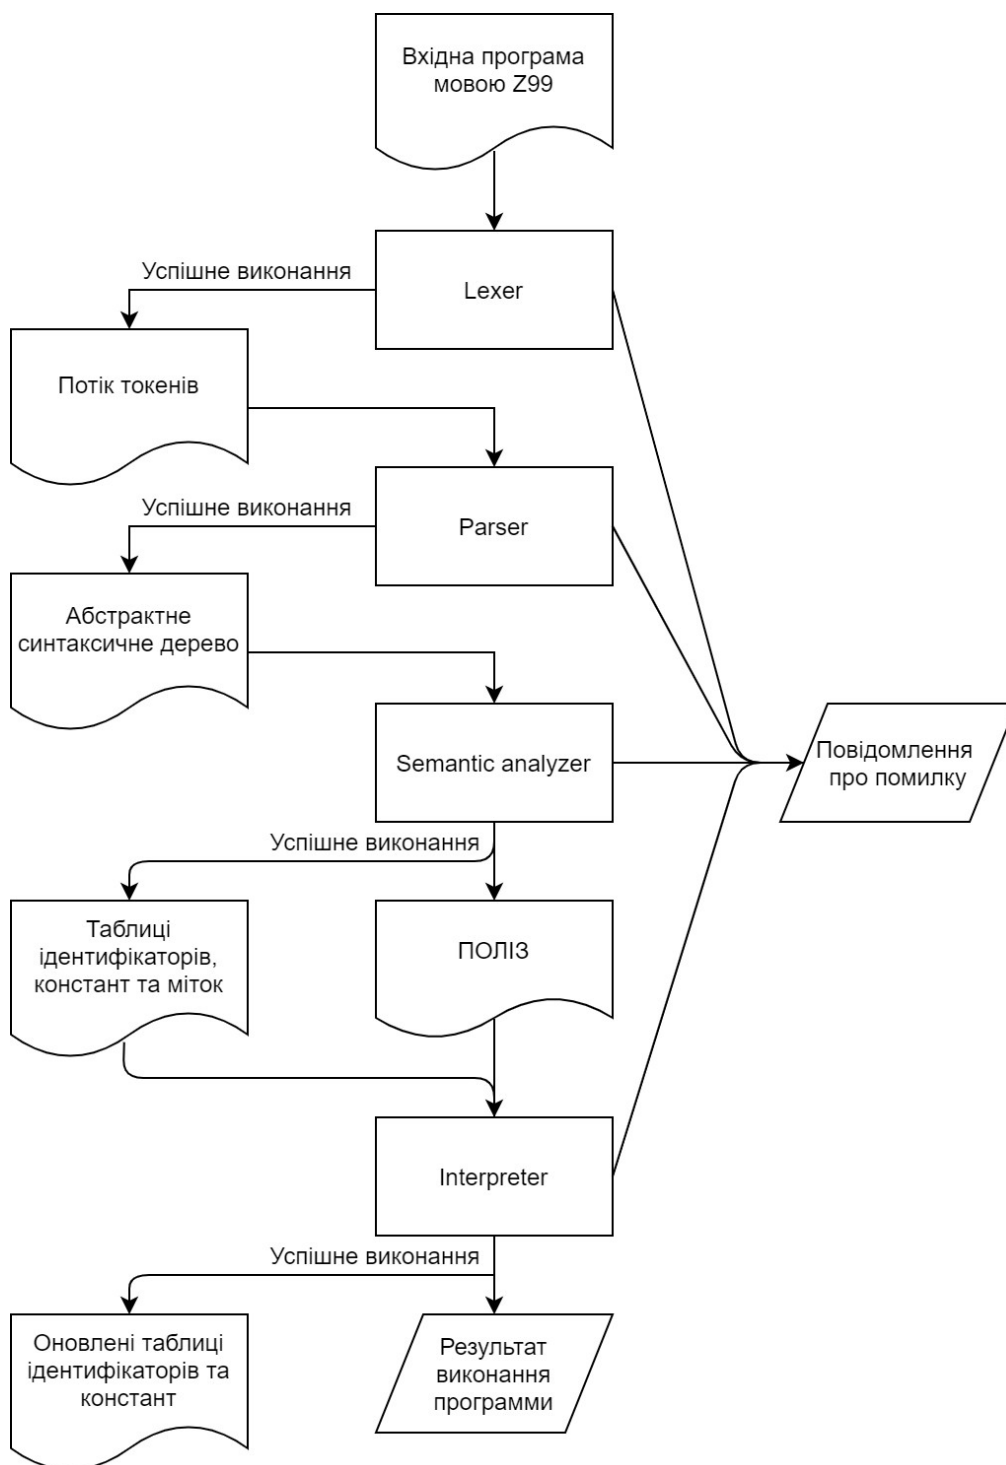 Вхідна програма
мовою Z99
Lexer
Успішне виконання
Потік токенів
Parser
Успішне виконання
Абстрактне
синтаксичне дерево
Semantic analyzer
Повідомлення
про помилку
Успішне виконання
Таблиці
ідентифікаторів,
констант та міток
ПОЛІЗ
Interpreter
Успішне виконання
Оновлені таблиці
ідентифікаторів та
констант
Результат
виконання
программи